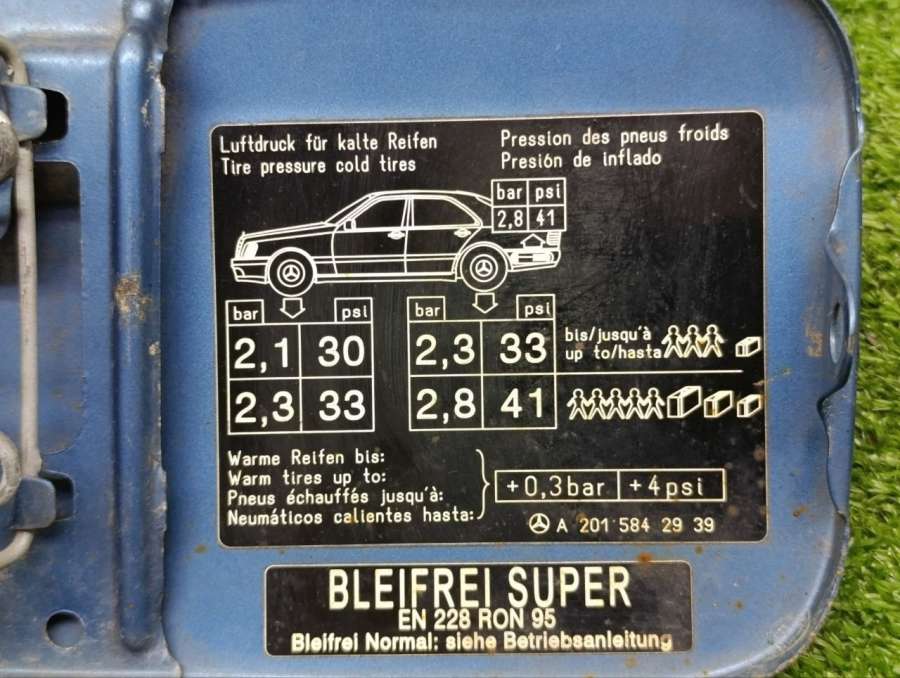 Luftdruck für kalte Reifen
Tire pressure cold tires
Pression des pneus froids
Presión de inflado
bar psi
2,8 41
bar psi
2,1 30
2,3 33
bar psi
2,3 33
2,8 41
bis/jusqu'à
up to/hasta
Warme Reifen bis:
Warm tires up to:
Pneus échauffés jusqu'à:
Neumáticos calientes hasta:
+0,3bar +4psi
A 201 584 29 39
BLEIFREI SUPER
EN 228 RON 95
Bleifrei Normal: siehe Betriebsanleitung